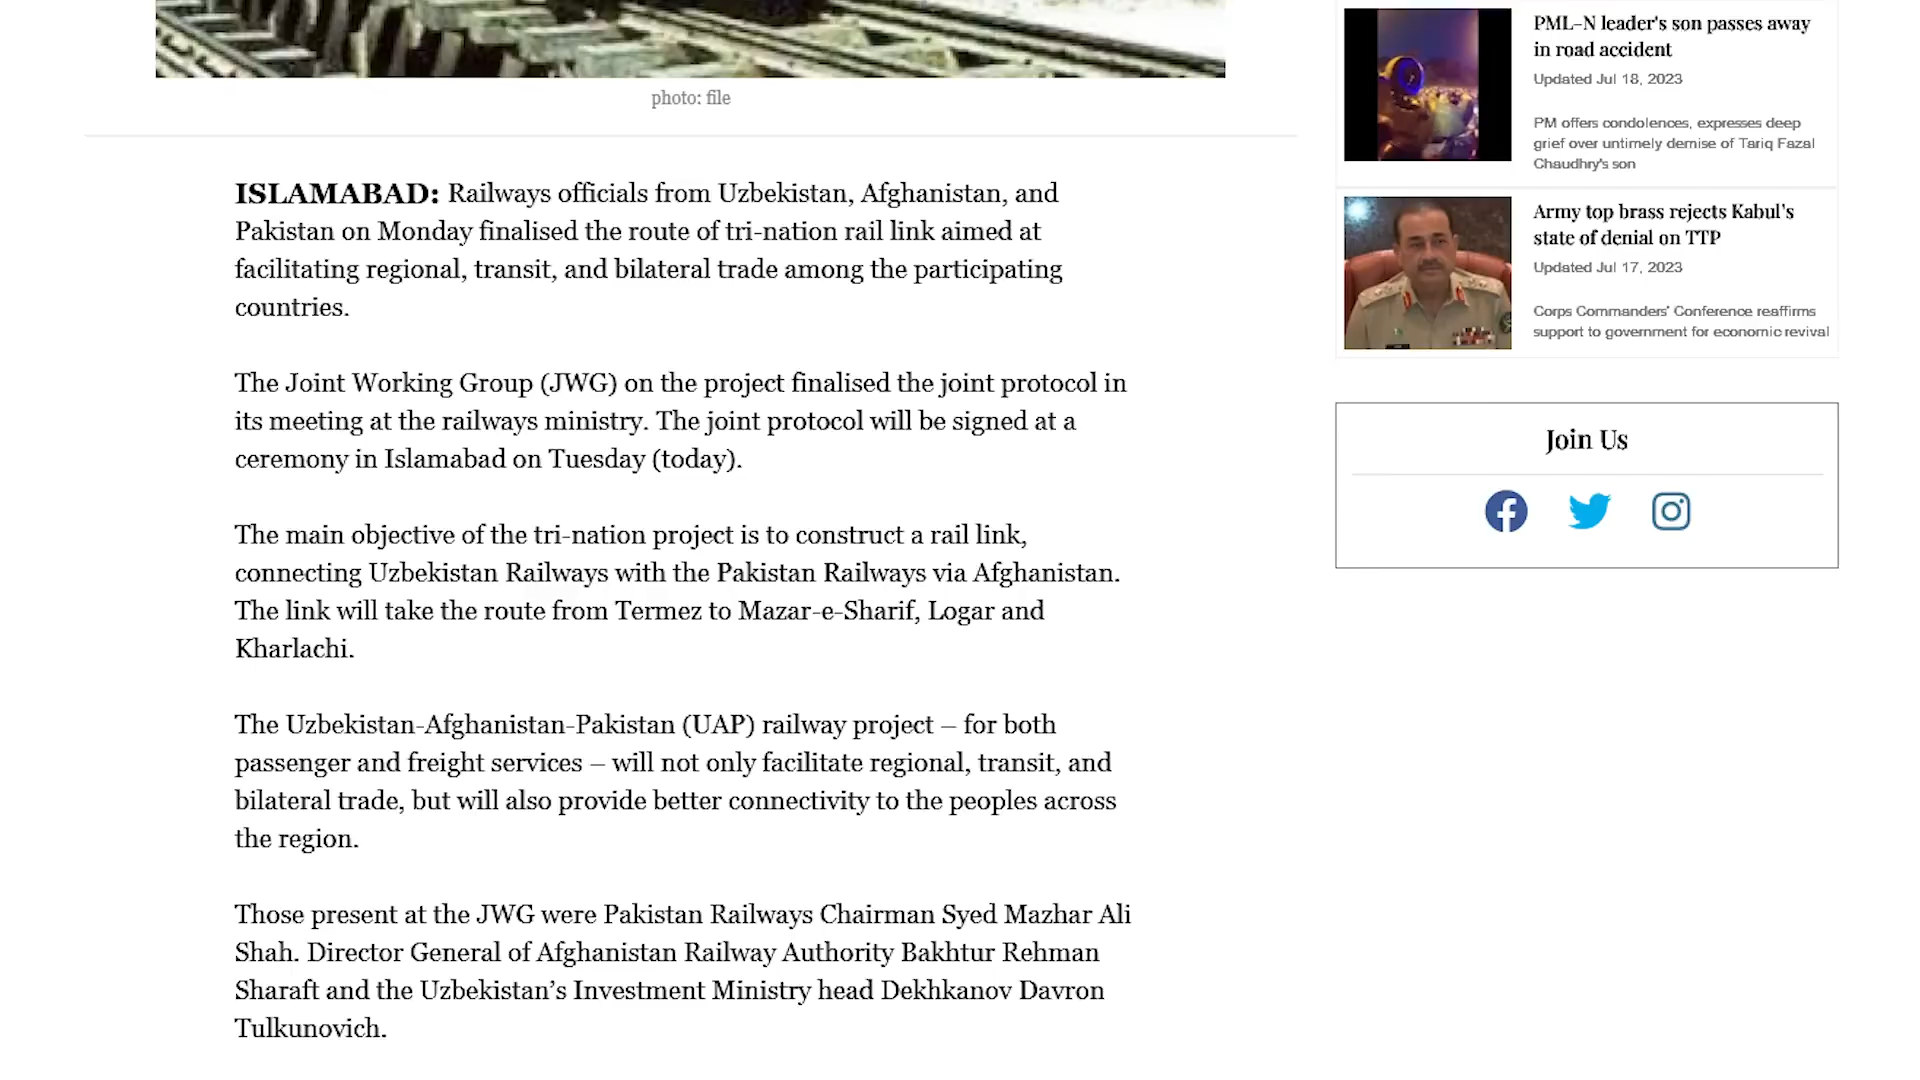 photo: file
ISLAMABAD: Railways officials from Uzbekistan, Afghanistan, and
Pakistan on Monday finalised the route of tri-nation rail link aimed at
facilitating regional, transit, and bilateral trade among the participating
countries.
The Joint Working Group (JWG) on the project finalised the joint protocol in
its meeting at the railways ministry. The joint protocol will be signed at a
ceremony in Islamabad on Tuesday (today).
The main objective of the tri-nation project is to construct a rail link,
connecting Uzbekistan Railways with the Pakistan Railways via Afghanistan.
The link will take the route from Termez to Mazar-e-Sharif, Logar and
Kharlachi.
The Uzbekistan-Afghanistan-Pakistan (UAP) railway project – for both
passenger and freight services – will not only facilitate regional, transit, and
bilateral trade, but will also provide better connectivity to the peoples across
the region.
Those present at the JWG were Pakistan Railways Chairman Syed Mazhar Ali
Shah. Director General of Afghanistan Railway Authority Bakhtur Rehman
Sharaft and the Uzbekistan’s Investment Ministry head Dekhkanov Davron
Tulkunovich.
PML-N leader's son passes away
in road accident
Updated Jul 18, 2023
PM offers condolences, expresses deep
grief over untimely demise of Tariq Fazal
Chaudhry's son
Army top brass rejects Kabul’s
state of denial on TTP
Updated Jul 17, 2023
Corps Commanders' Conference reaffirms
support to government for economic revival
Join Us